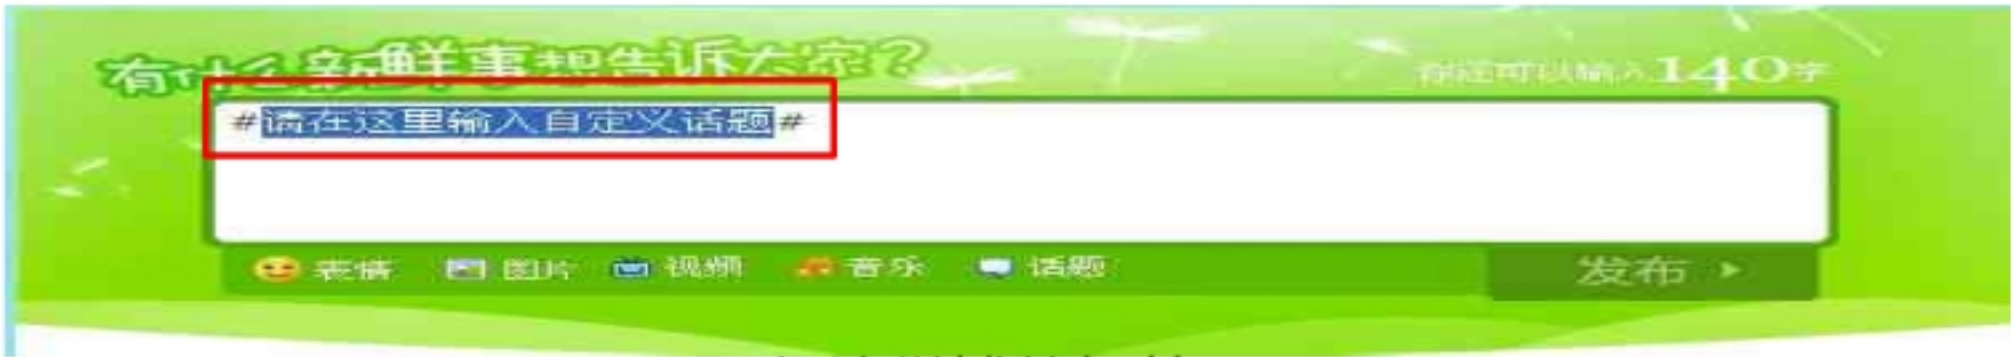 有什么新鲜事想告诉大家?
您还可以输入140字
#请在这里输入自定义话题#
表情 图片 视频 音乐 话题 发布